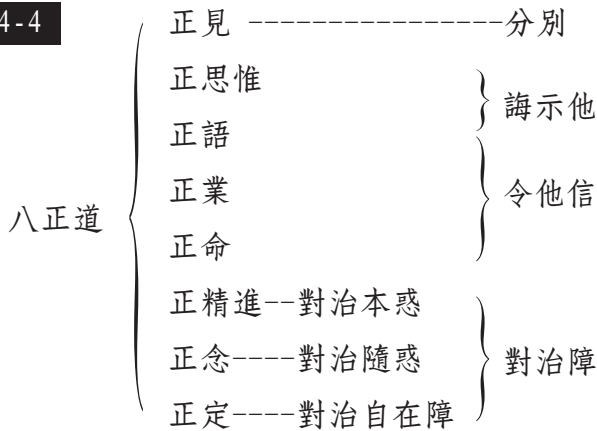 4-4
正見 ----------------分別
正思惟
誨示他
正語
正業
令他信
八正道
正命
正精進--對治本惑
正念----對治隨惑
對治障
正定----對治自在障